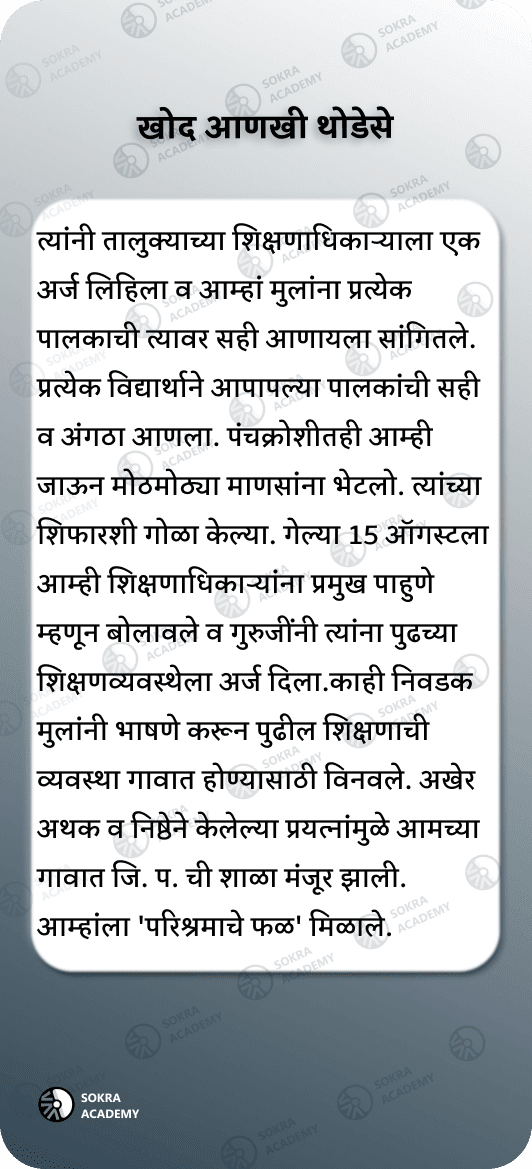 खोद आणखी थोडेसे
त्यांनी तालुक्याच्या शिक्षणाधिकाऱ्याला एक
अर्ज लिहिला व आम्हां मुलांना प्रत्येक
पालकाची त्यावर सही आणायला सांगितले.
प्रत्येक विद्यार्थाने आपापल्या पालकांची सही
व अंगठा आणला. पंचक्रोशीतही आम्ही
जाऊन मोठमोठ्या माणसांना भेटलो. त्यांच्या
शिफारशी गोळा केल्या. गेल्या 15 ऑगस्टला
आम्ही शिक्षणाधिकाऱ्यांना प्रमुख पाहुणे
म्हणून बोलावले व गुरुजींनी त्यांना पुढच्या
शिक्षणव्यवस्थेला अर्ज दिला.काही निवडक
मुलांनी भाषणे करून पुढील शिक्षणाची
व्यवस्था गावात होण्यासाठी विनवले. अखेर
अथक व निष्ठेने केलेल्या प्रयत्नांमुळे आमच्या
गावात जि. प. ची शाळा मंजूर झाली.
आम्हांला 'परिश्रमाचे फळ' मिळाले.
SOKRA
ACADEMY